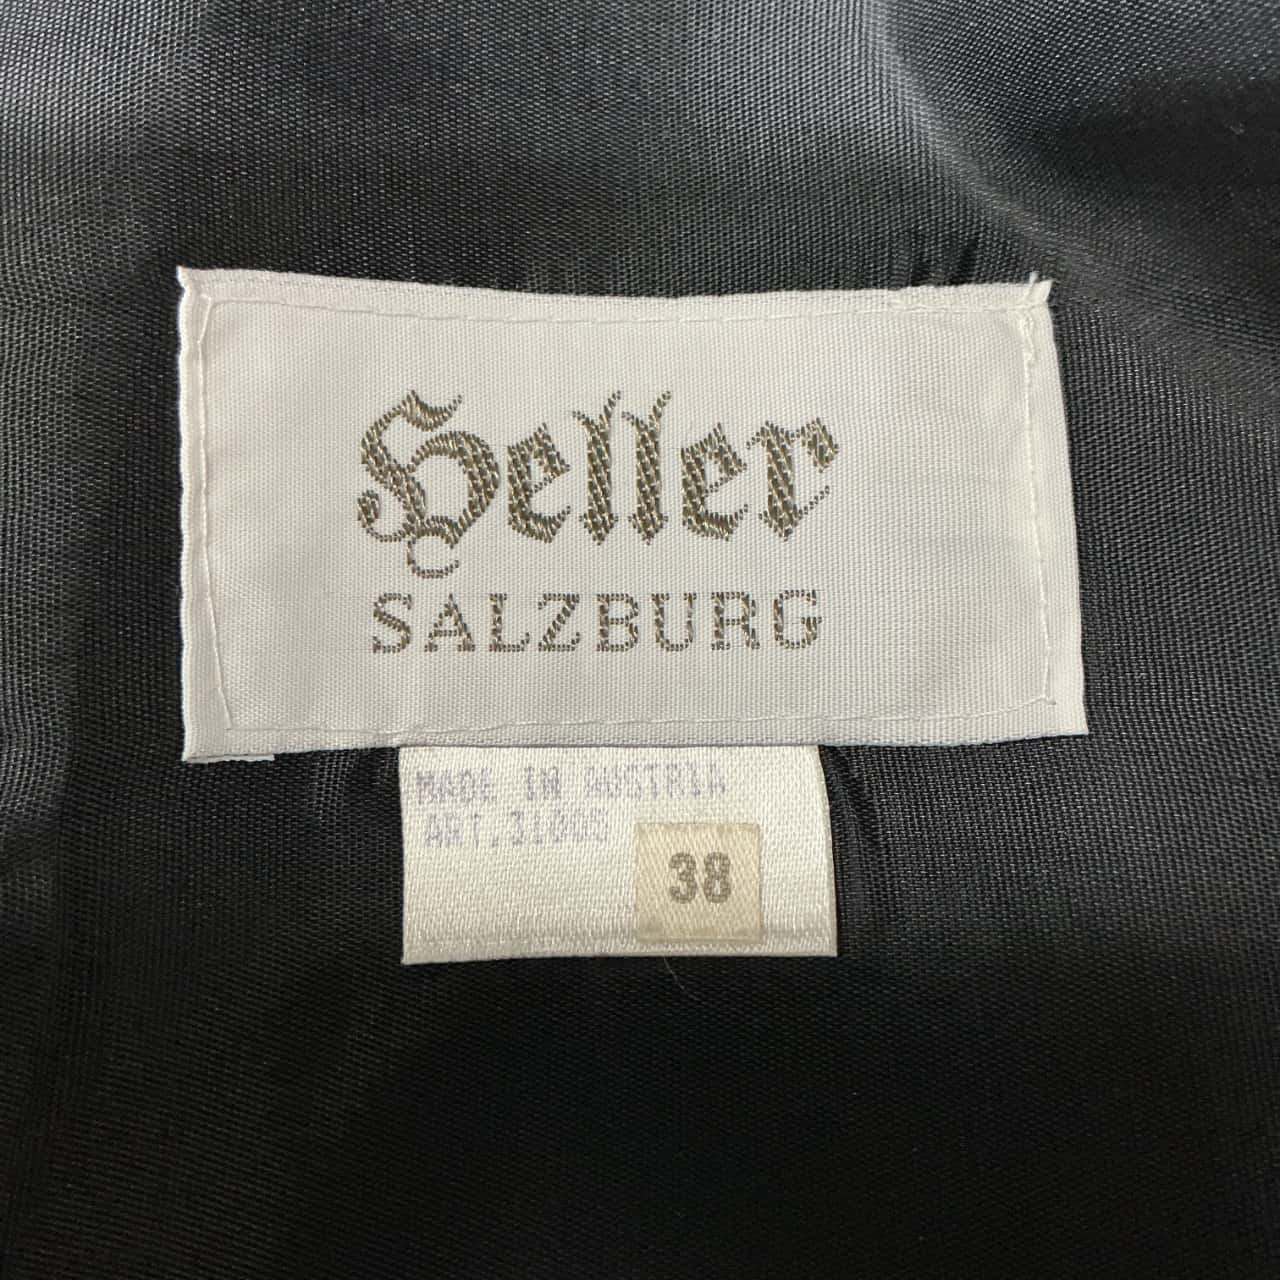 Heller
SALZBURG
MADE IN AUSTRIA
ART.31005
38